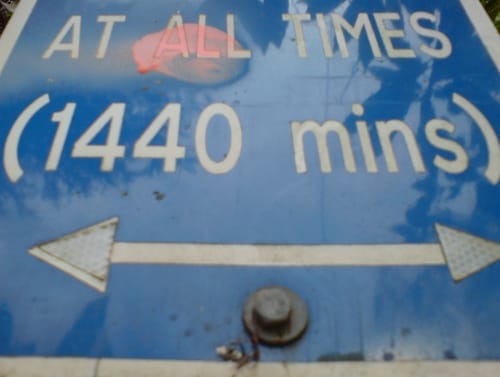 AT ALL TIMES
(1440 mins)